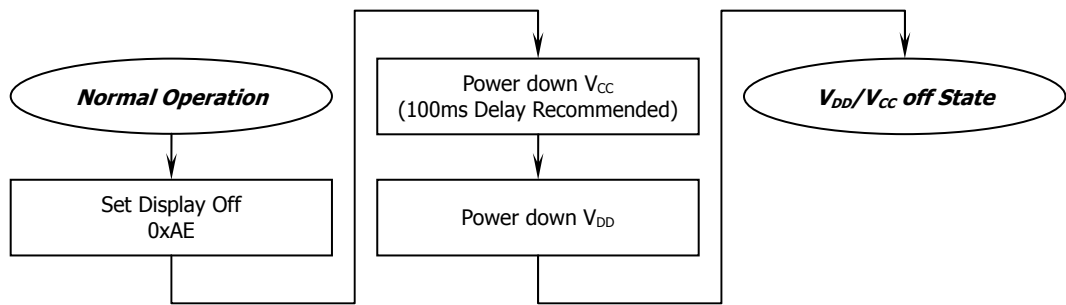 Normal Operation
Set Display Off
0xAE
Power down VCC
(100ms Delay Recommended)
Power down VDD
VDD/VCC off State